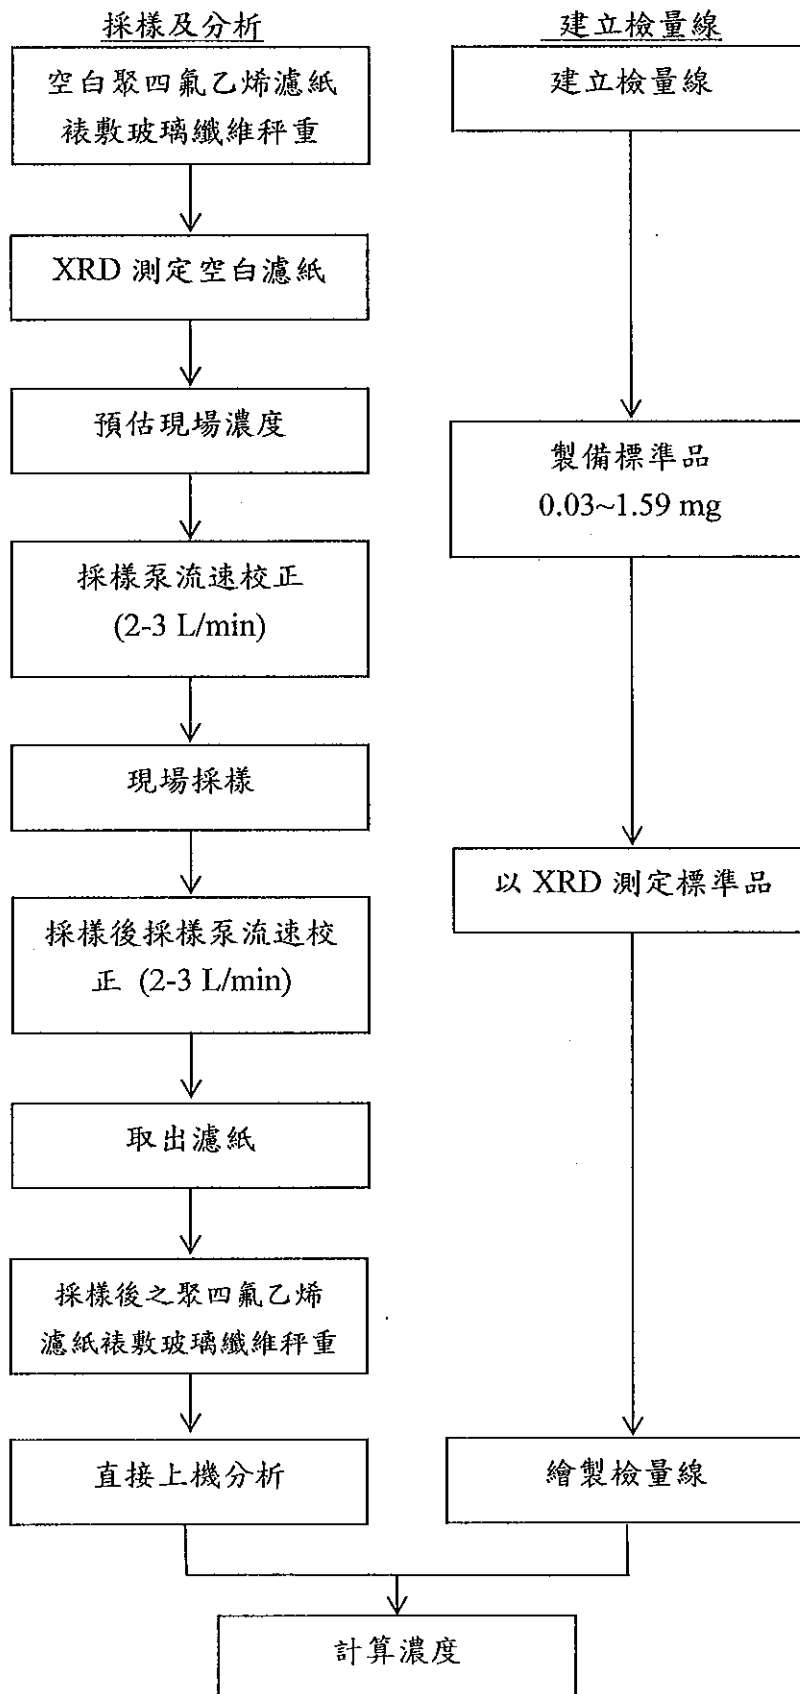 採樣及分析
空白聚四氟乙烯濾紙
裱敷玻璃纖維秤重
XRD 測定空白濾紙
預估現場濃度
採樣泵流速校正
(2-3 L/min)
現場採樣
採樣後採樣泵流速校
正 (2-3 L/min)
取出濾紙
採樣後之聚四氟乙烯
濾紙裱敷玻璃纖維秤重
直接上機分析
建立檢量線
建立檢量線
製備標準品
0.03~1.59 mg
以 XRD 測定標準品
繪製檢量線
計算濃度